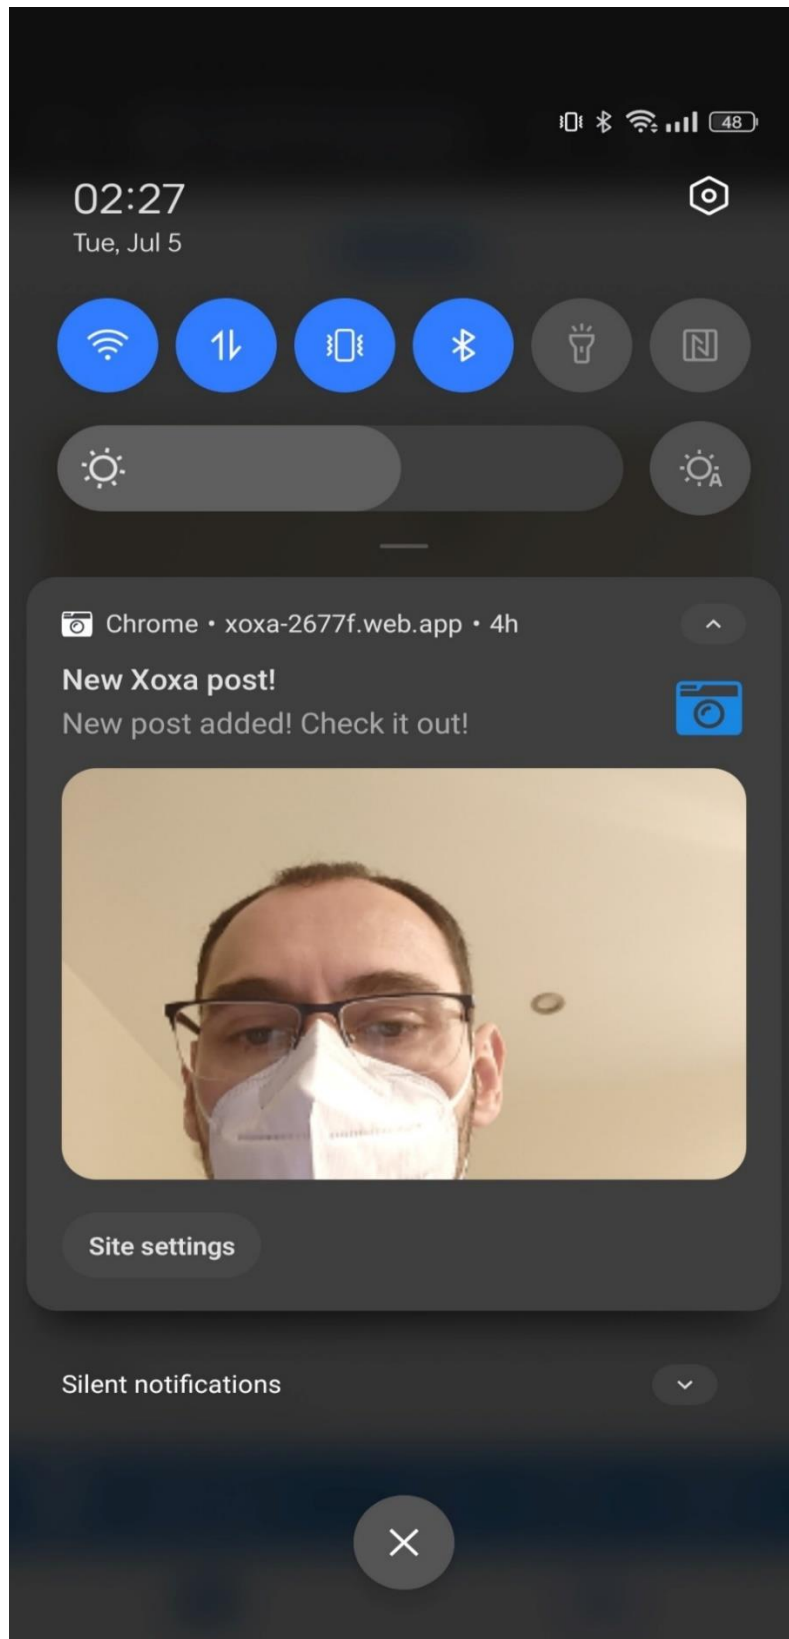 48
02:27
Tue, Jul 5
A
Chrome • xoxa-2677f.web.app • 4h
New Xoxa post!
New post added! Check it out!
Site settings
Silent notifications